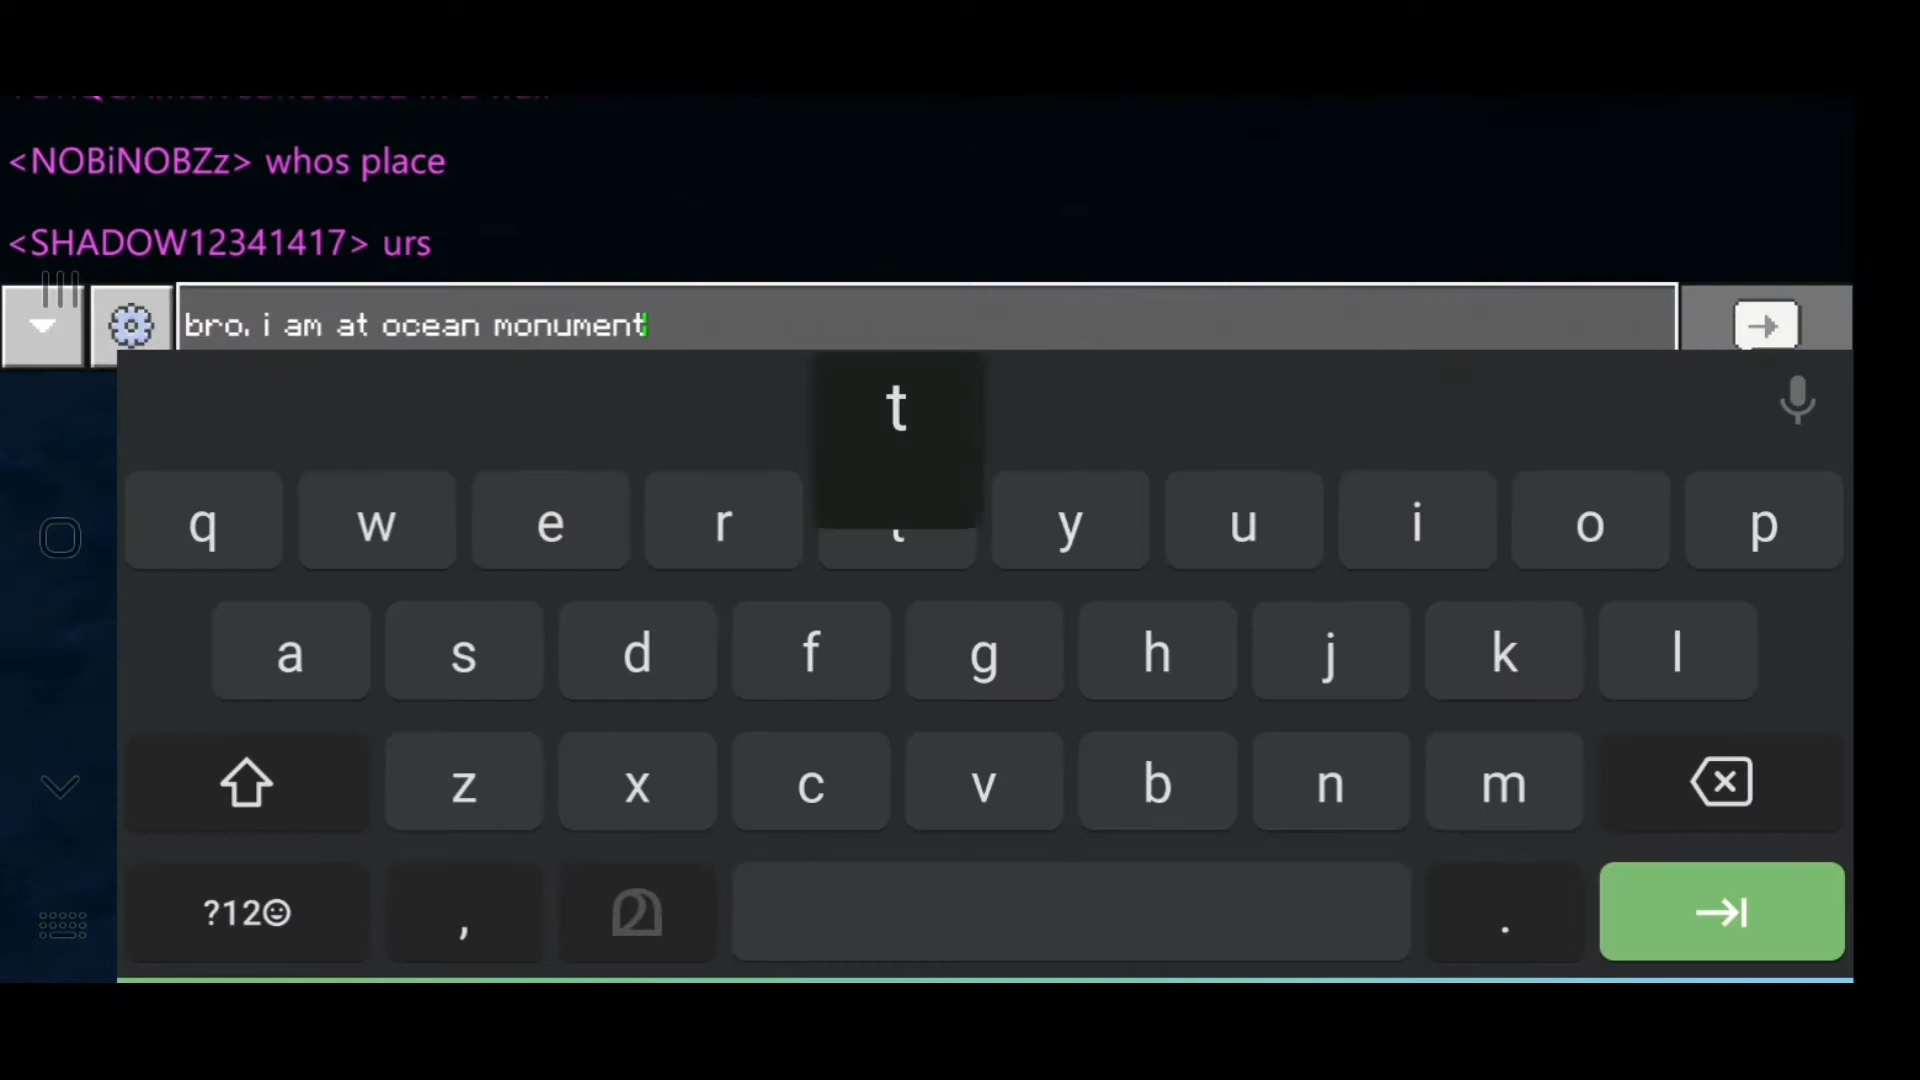 <NOBiNOBZz> whos place
<SHADOW12341417> urs
bro. i am at ocean monument
t
q w e r t y u i o p
a s d f g h j k l
z x c v b n m
?12☺ , മ .